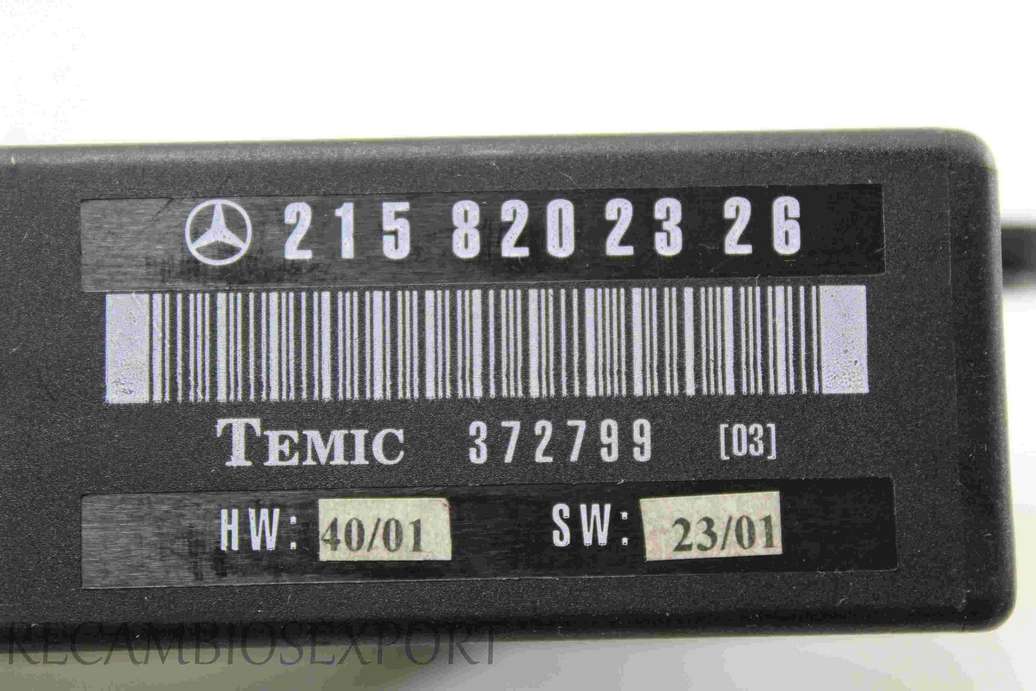 215 820 23 26
TEMIC 372799 [03]
HW: 40/01 SW: 23/01
RECAMBIOSEXPORT